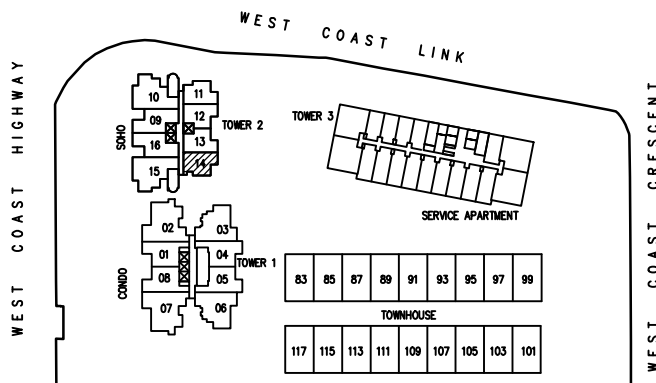 WEST COAST LINK
WEST COAST HIGHWAY
WEST COAST CRESCENT
10
11
09
12
TOWER 2
SOHO
16
13
15
14
TOWER 3
SERVICE APARTMENT
02
03
01
04
TOWER 1
CONDO
08
05
07
06
83 85 87 89 91 93 95 97 99
TOWNHOUSE
117 115 113 111 109 107 105 103 101